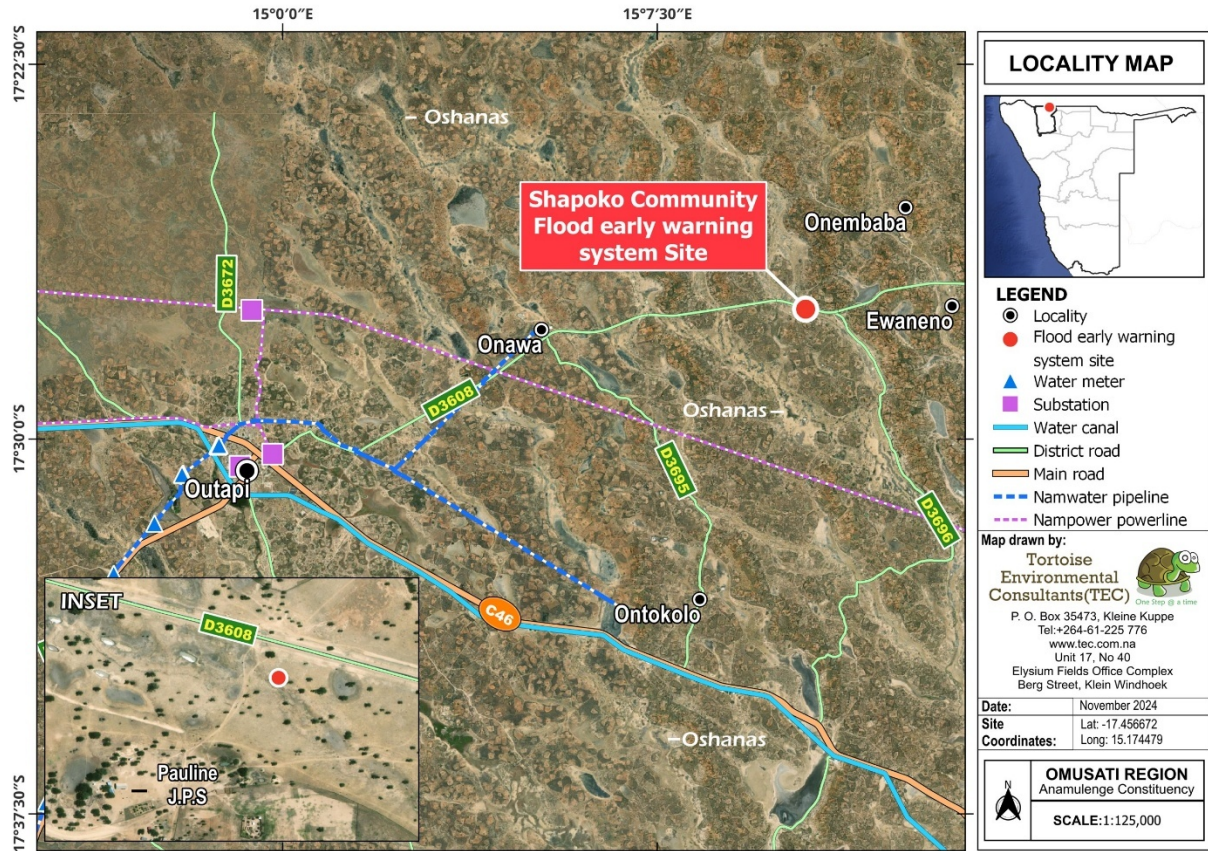 15°0'0"E
15°7'30"E
17°22'30"S
17°30'0"S
17°37'30"S
Oshanas
Shapoko Community
Flood early warning
system Site
Onembaba
D3672
Ewaneno
Onawa
D3608
Oshanas
Outapi
D3695
D3696
C46
Ontokolo
Oshanas
INSET
D3608
Pauline
J.P.S
LOCALITY MAP
LEGEND
Locality
Flood early warning
system site
Water meter
Substation
Water canal
District road
Main road
Namwater pipeline
Nampower powerline
Map drawn by:
Tortoise
Environmental
Consultants(TEC)
One Step @ a time
P. O. Box 35473, Kleine Kuppe
Tel:+264-61-225 776
www.tec.com.na
Unit 17, No 40
Elysium Fields Office Complex
Berg Street, Klein Windhoek
Date: November 2024
Site Lat: -17.456672
Coordinates: Long: 15.174479
N
OMUSATI REGION
Anamulenge Constituency
SCALE:1:125,000